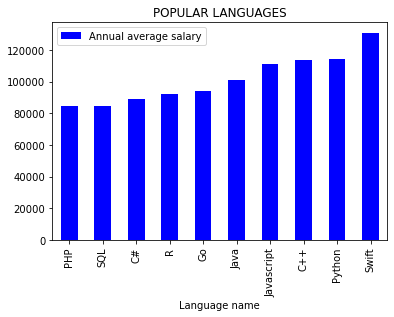 POPULAR LANGUAGES
Annual average salary
120000
100000
80000
60000
40000
20000
0
PHP
SQL
C#
R
Go
Java
Javascript
C++
Python
Swift
Language name